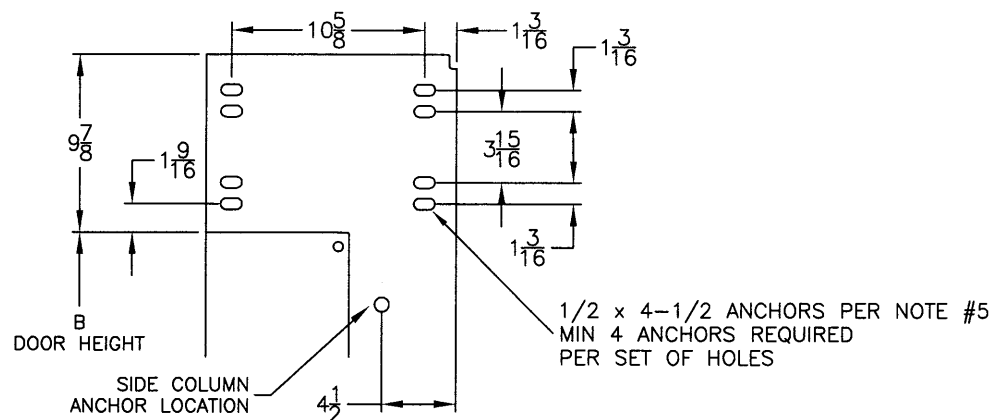 10 5/8
1 3/16
1 3/16
9 7/8
1 9/16
3 15/16
1 3/16
B
DOOR HEIGHT
1/2 x 4-1/2 ANCHORS PER NOTE #5
MIN 4 ANCHORS REQUIRED
PER SET OF HOLES
SIDE COLUMN
ANCHOR LOCATION
4 1/2